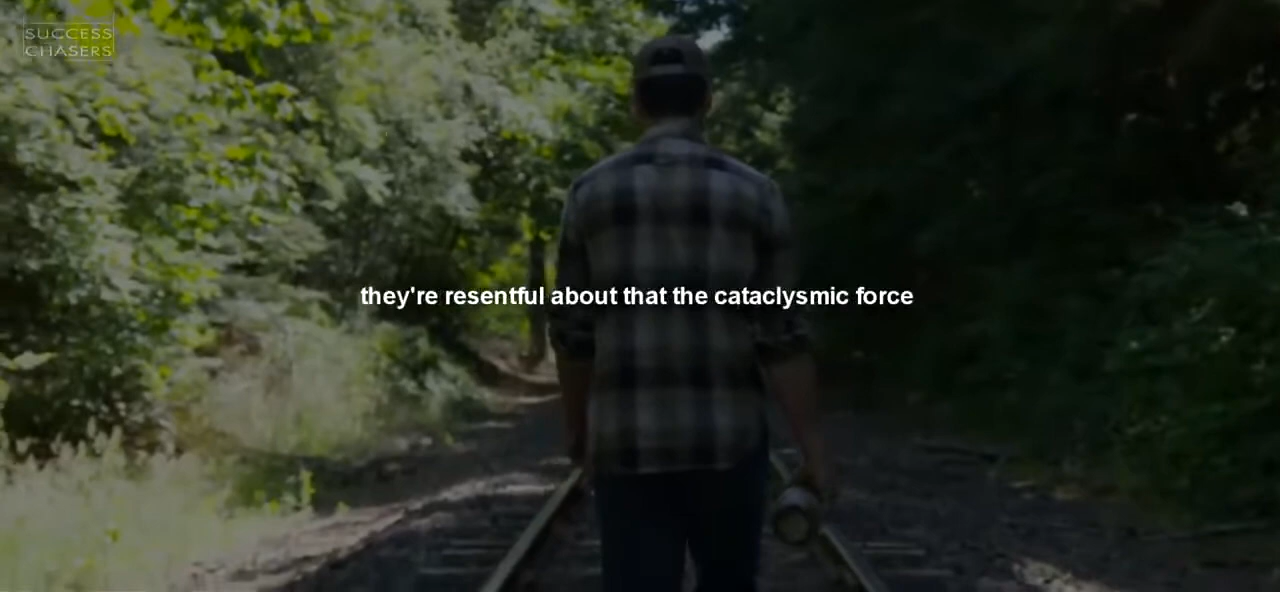 SUCCESS
CHASERS
they're resentful about that the cataclysmic force